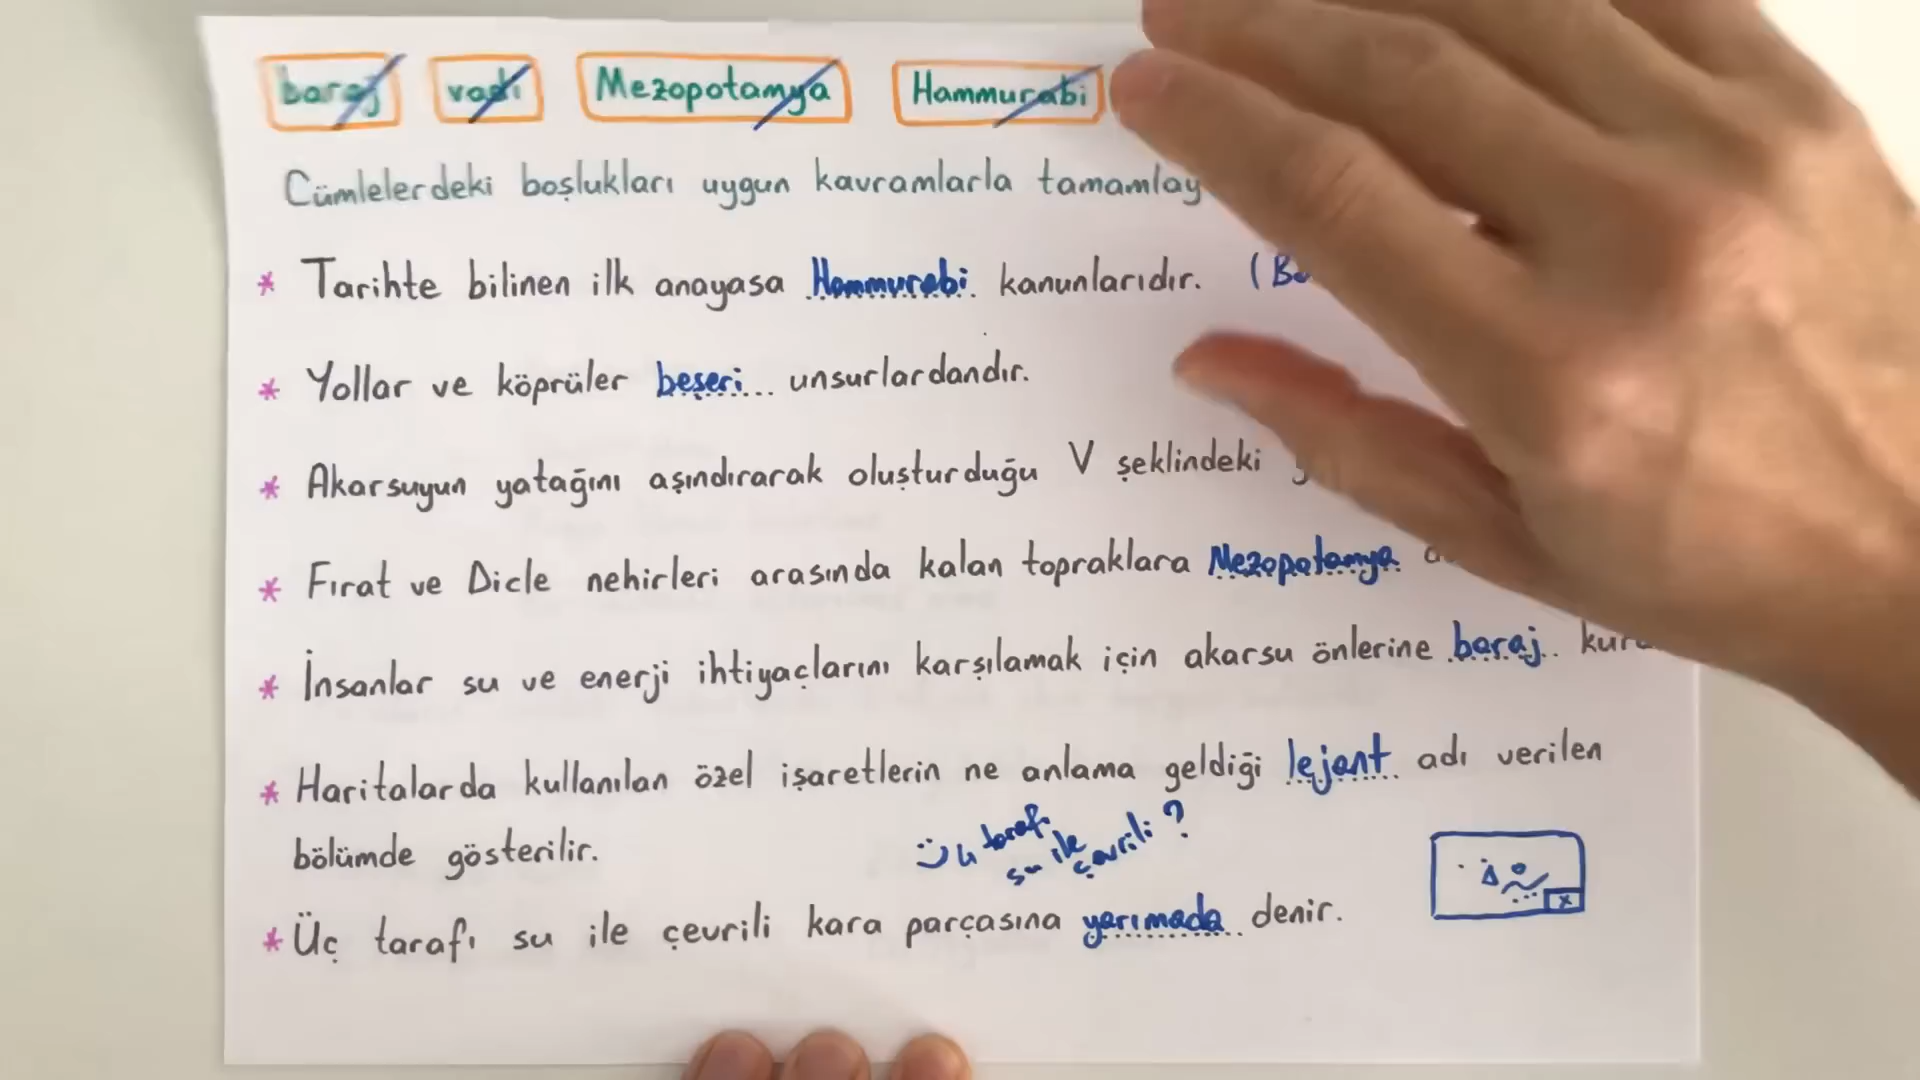 baraj vadi Mezopotamya Hammurabi
Cümlelerdeki boşlukları uygun kavramlarla
* Tarihte bilinen ilk anayasa Hammurabi kanunlarıdır.
* Yollar ve köprüler beşeri unsurlardandır.
* Akarsuyun yatağını aşındırarak oluşturduğu V şeklindeki
* Fırat ve Dicle nehirleri arasında kalan topraklara Mezopotamya
* İnsanlar su ve enerji ihtiyaçlarını karşılamak için akarsu önlerine baraj
* Haritalarda kullanılan özel işaretlerin ne anlama geldiği lejant adı verilen
bölümde gösterilir.
üç tarafı
su ile
çevrili?
* Üç tarafı su ile çevrili kara parçasına yarımada denir.